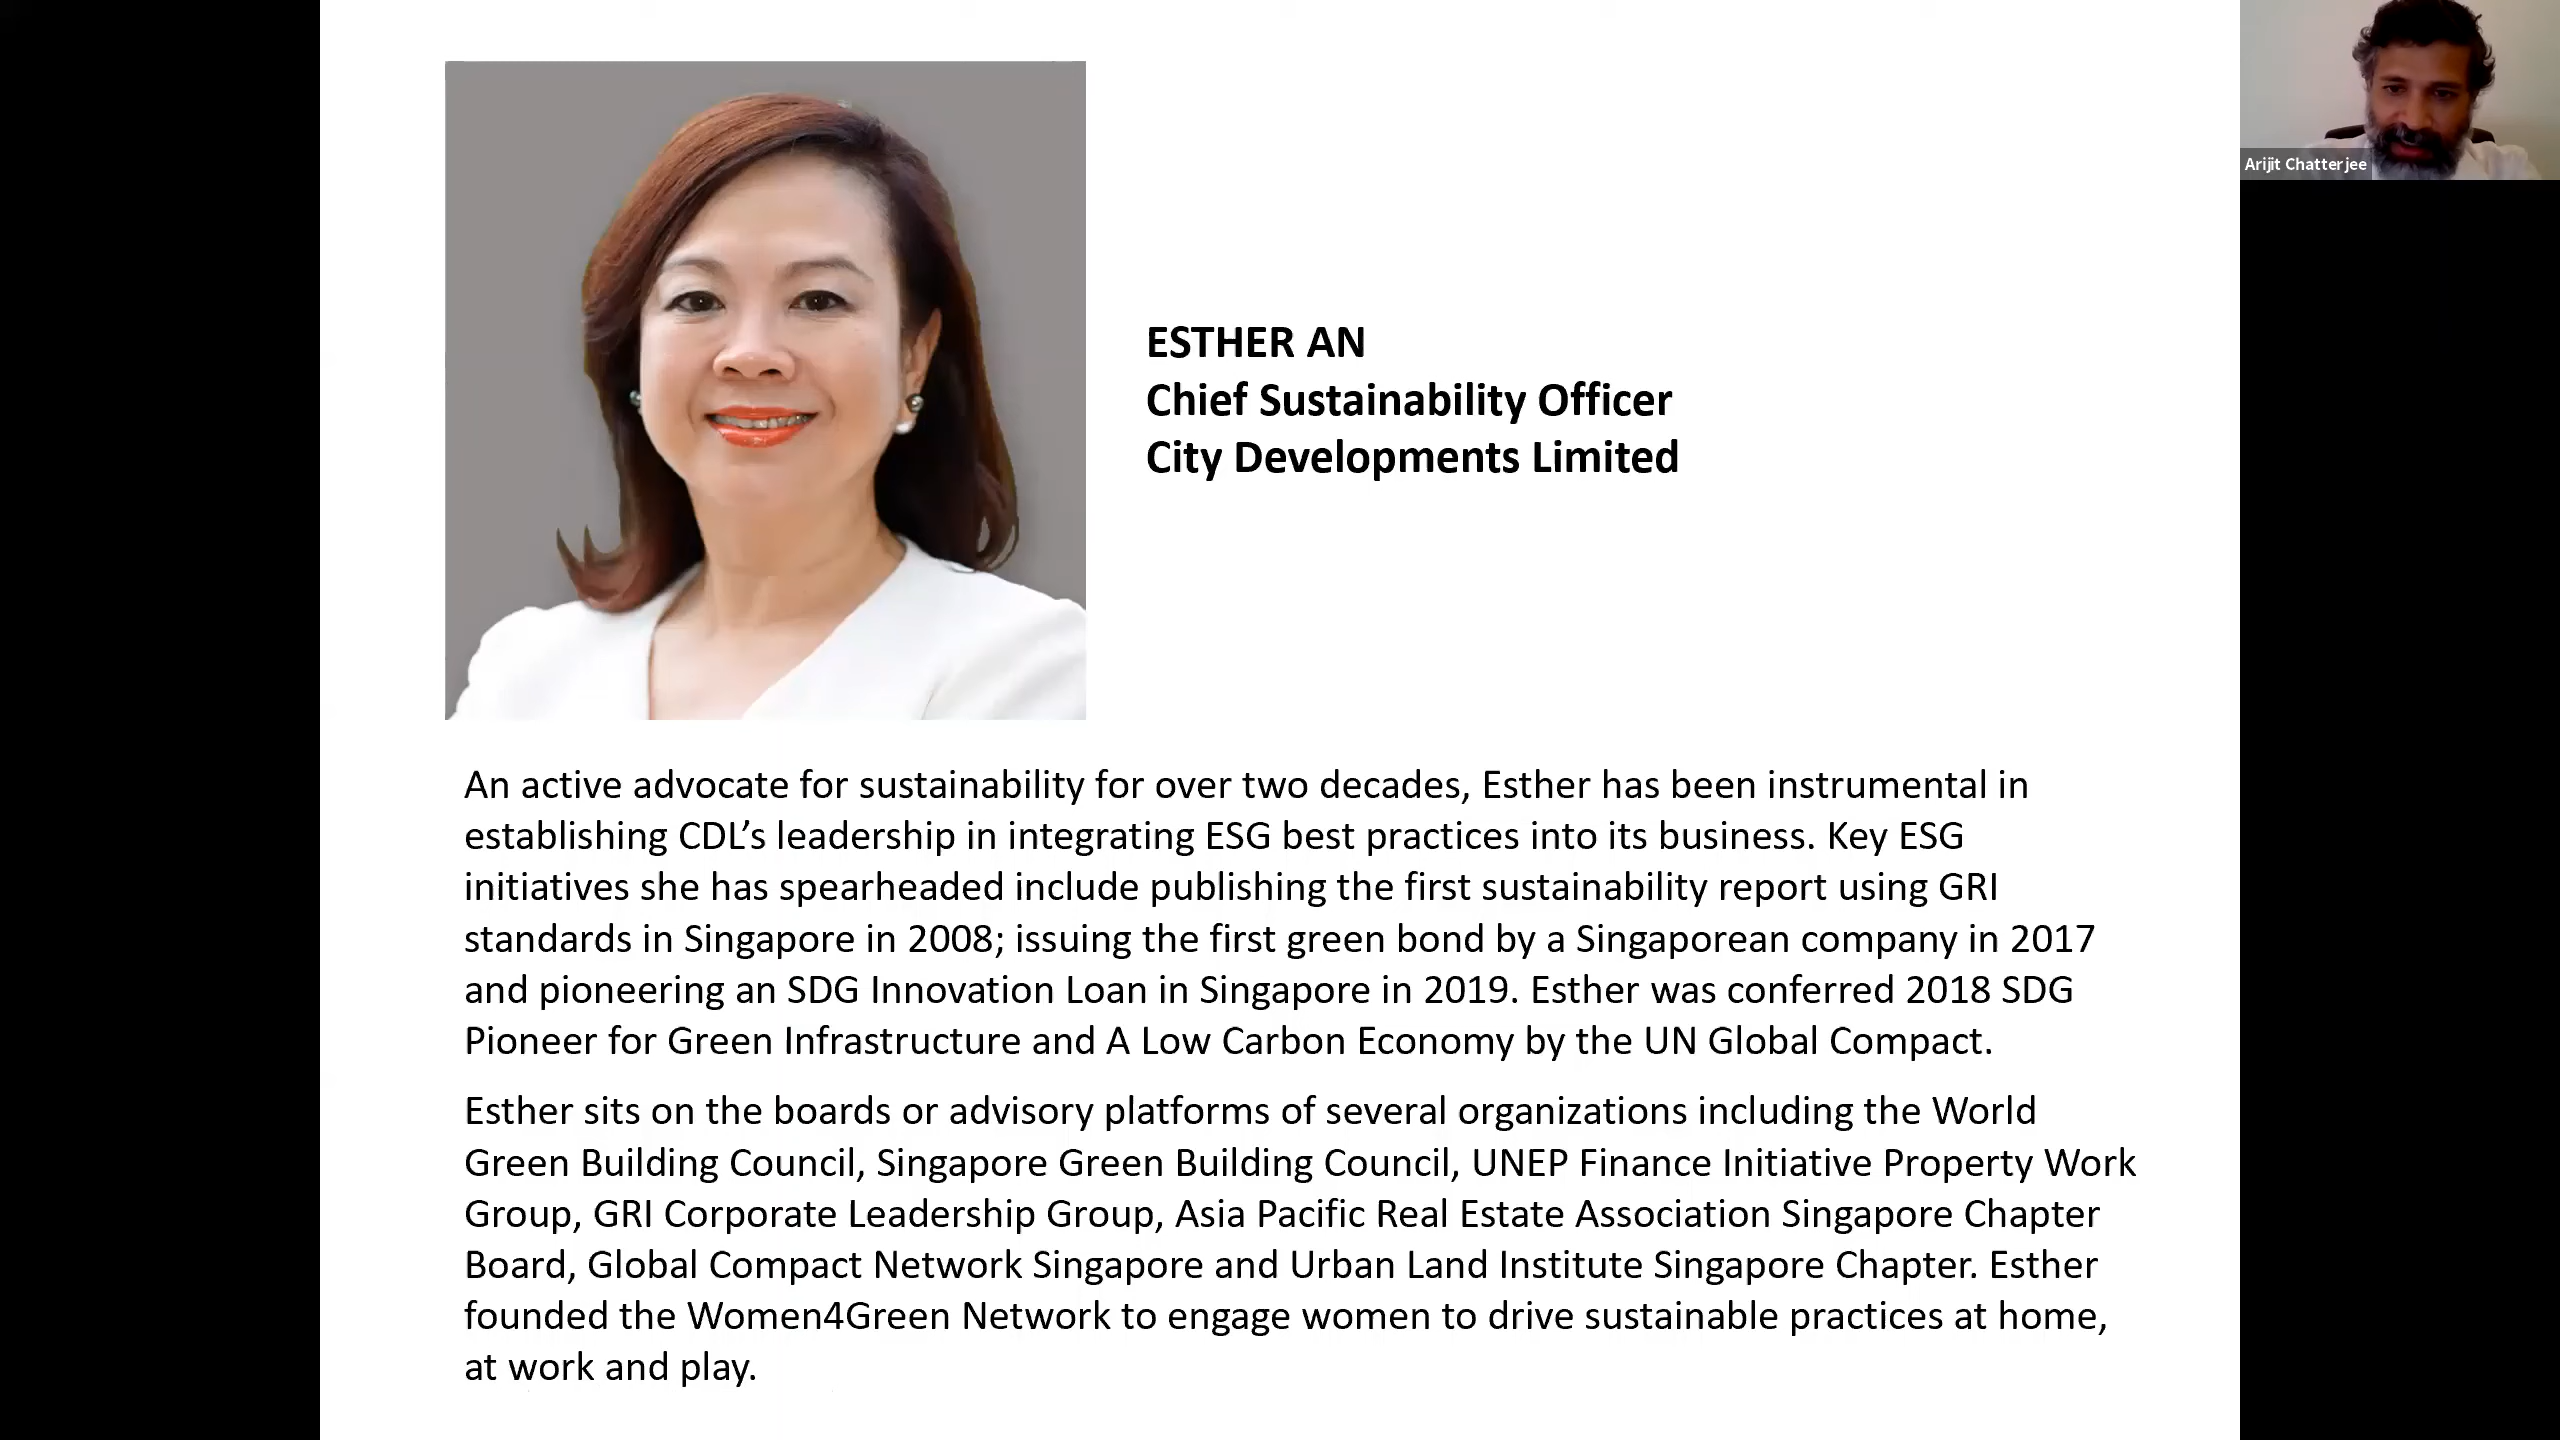 Arijit Chatterjee
ESTHER AN
Chief Sustainability Officer
City Developments Limited
An active advocate for sustainability for over two decades, Esther has been instrumental in
establishing CDL’s leadership in integrating ESG best practices into its business. Key ESG
initiatives she has spearheaded include publishing the first sustainability report using GRI
standards in Singapore in 2008; issuing the first green bond by a Singaporean company in 2017
and pioneering an SDG Innovation Loan in Singapore in 2019. Esther was conferred 2018 SDG
Pioneer for Green Infrastructure and A Low Carbon Economy by the UN Global Compact.
Esther sits on the boards or advisory platforms of several organizations including the World
Green Building Council, Singapore Green Building Council, UNEP Finance Initiative Property Work
Group, GRI Corporate Leadership Group, Asia Pacific Real Estate Association Singapore Chapter
Board, Global Compact Network Singapore and Urban Land Institute Singapore Chapter. Esther
founded the Women4Green Network to engage women to drive sustainable practices at home,
at work and play.